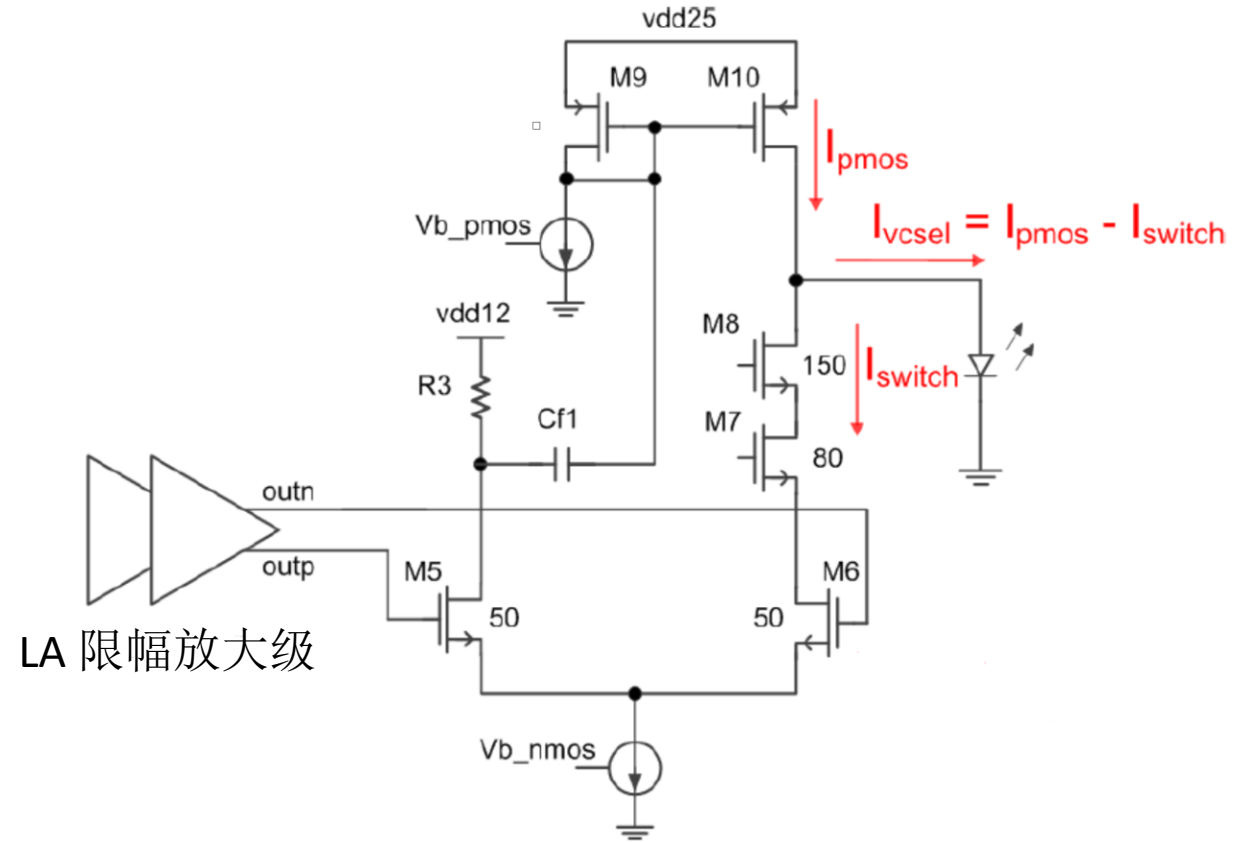 vdd25
M9
M10
Ipmos
Vb_pmos
Ivcsel = Ipmos - Iswitch
vdd12
M8
150
Iswitch
R3
Cf1
M7
80
outn
outp
M5
50
M6
50
LA 限幅放大级
Vb_nmos